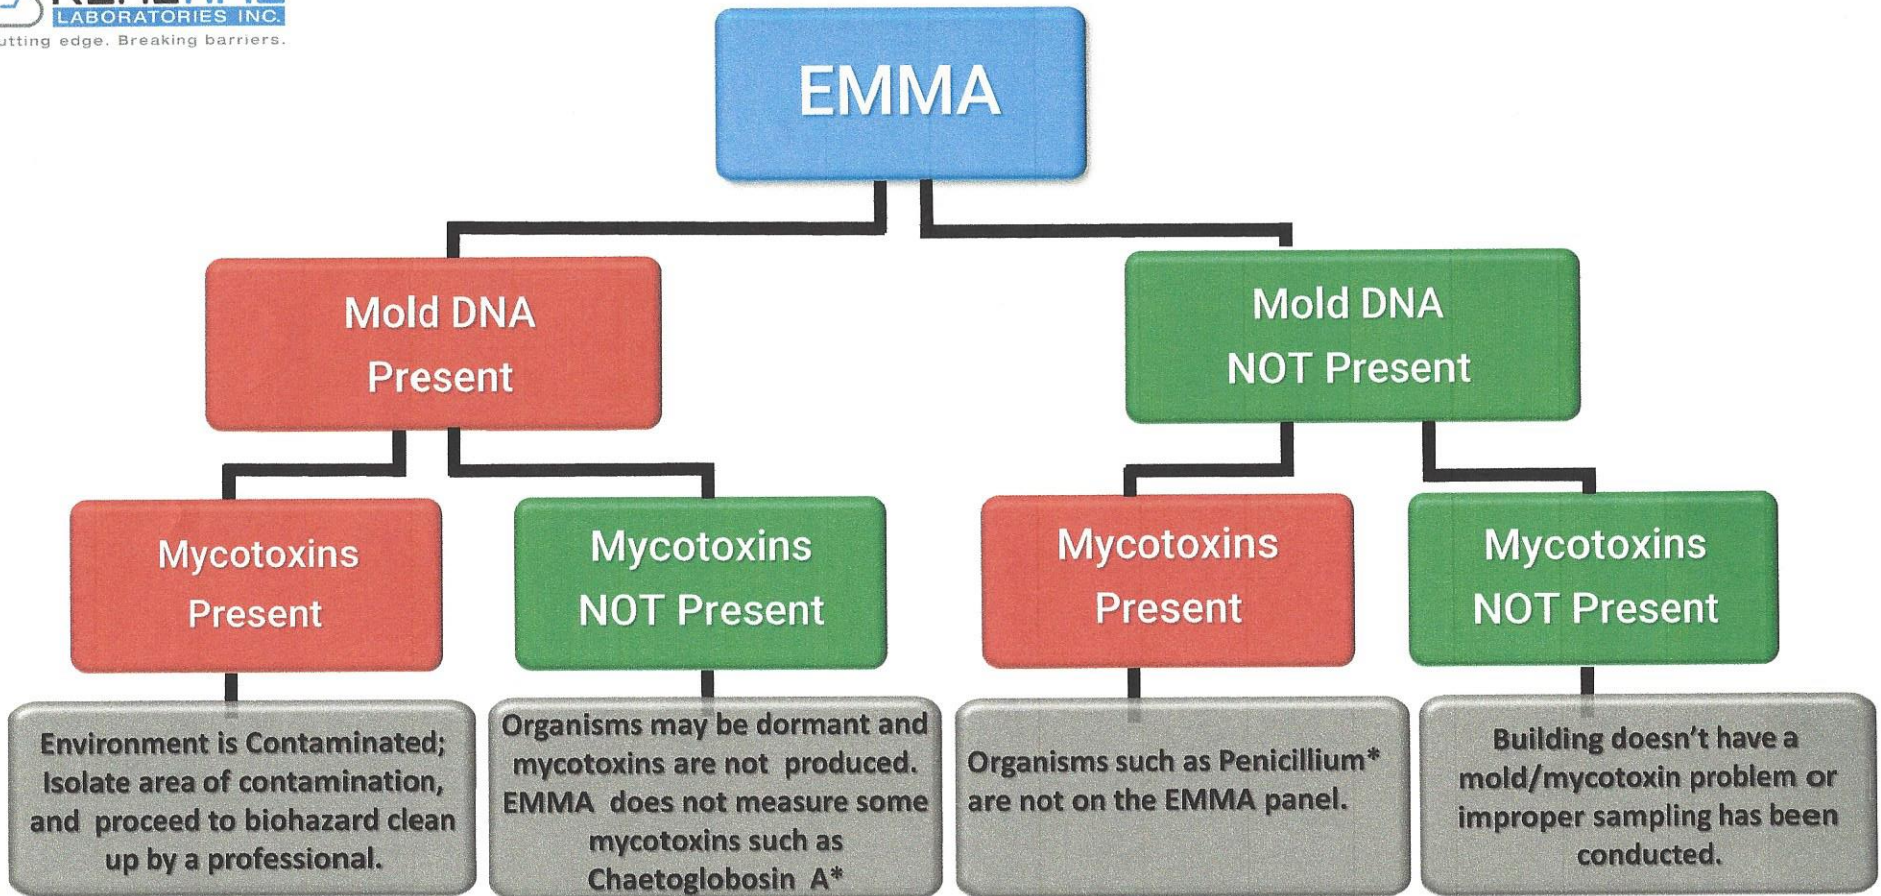 LABORATORIES INC.
edge. Breaking barriers.
EMMA
Mold DNA
Present
Mold DNA
NOT Present
Mycotoxins
Present
Mycotoxins
NOT Present
Mycotoxins
Present
Mycotoxins
NOT Present
Environment is Contaminated;
Isolate area of contamination,
and proceed to biohazard clean
up by a professional.
Organisms may be dormant and
mycotoxins are not produced.
EMMA does not measure some
mycotoxins such as
Chaetoglobosin A*
Organisms such as Penicillium*
are not on the EMMA panel.
Building doesn't have a
mold/mycotoxin problem or
improper sampling has been
conducted.